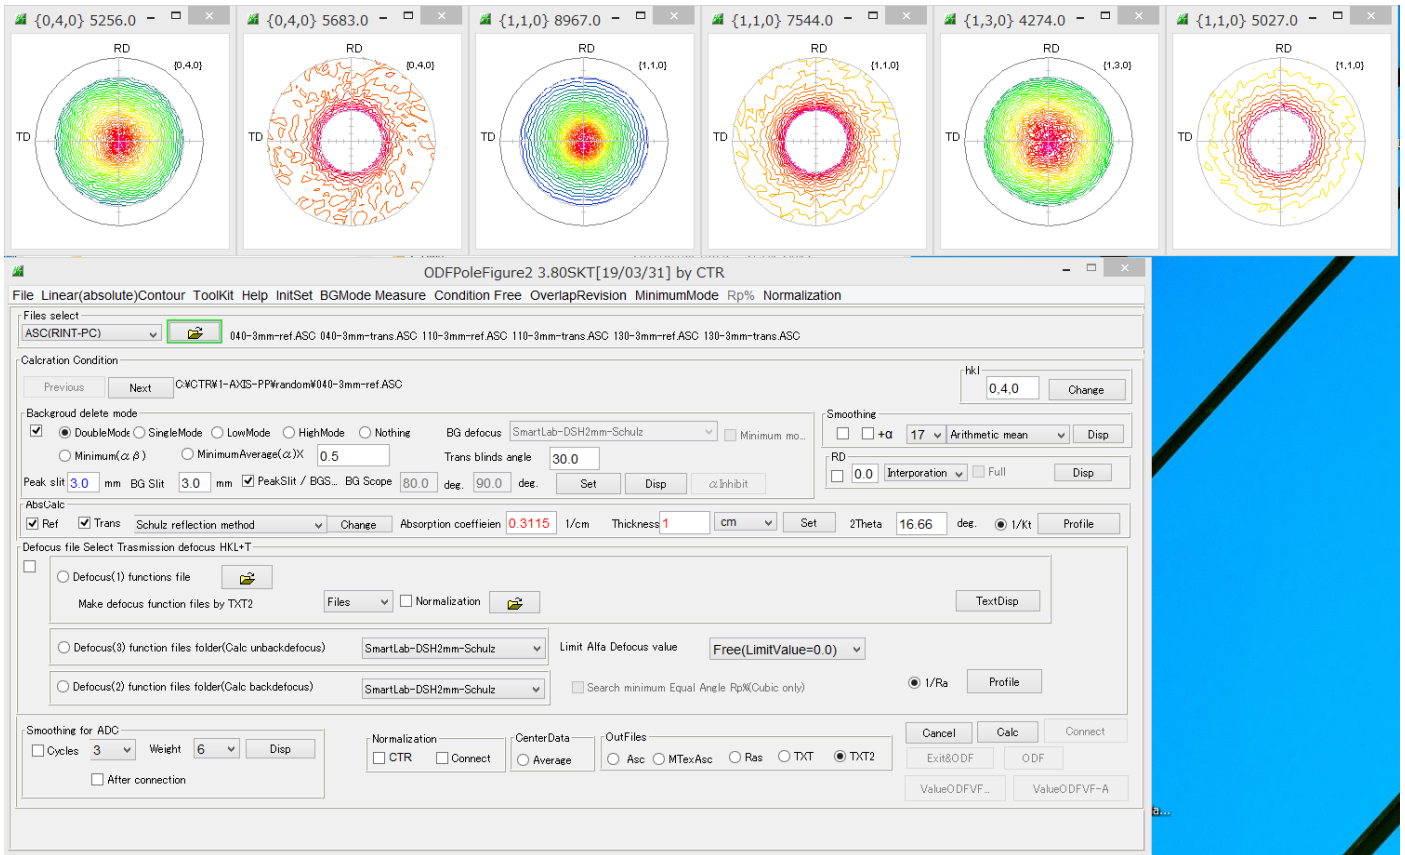 {0,4,0} 5256.0
{0,4,0} 5683.0
{1,1,0} 8967.0
{1,1,0} 7544.0
{1,3,0} 4274.0
{1,1,0} 5027.0
RD
{0,4,0}
TD
RD
{0,4,0}
TD
RD
{1,1,0}
TD
RD
{1,1,0}
TD
RD
{1,3,0}
TD
RD
{1,1,0}
TD
ODFPoleFigure2 3.80SKT[19/03/31] by CTR
File Linear(absolute)Contour ToolKit Help InitSet BGMode Measure Condition Free OverlapRevision MinimumMode Rp% Normalization
Files select
ASC(RINT-PC) 040-3mm-ref.ASC 040-3mm-trans.ASC 110-3mm-ref.ASC 110-3mm-trans.ASC 130-3mm-ref.ASC 130-3mm-trans.ASC
Calcration Condition
Previous Next C:¥CTR¥1-AXIS-PP¥random¥040-3mm-ref.ASC
hkl
0,4,0 Change
Backgroud delete mode
DoubleMode SingleMode LowMode HighMode Nothing BG defocus SmartLab-DSH2mm-Schulz Minimum mo...
Minimum(αβ) MinimumAverage(α)X 0.5 Trans blinds angle 30.0
Peak slit 3.0 mm BG Slit 3.0 mm PeakSlit / BGS... BG Scope 80.0 deg. 90.0 deg. Set Disp αInhibit
Smoothing
+α 17 Arithmetic mean Disp
RD
0.0 Interporation Full Disp
AbsCalc
Ref Trans Schulz reflection method Change Absorption coeffieien 0.3115 1/cm Thickness 1 cm Set 2Theta 16.66 deg. 1/Kt Profile
Defocus file Select Trasmission defocus HKL+T
Defocus(1) functions file
Make defocus function files by TXT2 Files Normalization TextDisp
Defocus(3) function files folder(Calc unbackdefocus) SmartLab-DSH2mm-Schulz Limit Alfa Defocus value Free(LimitValue=0.0)
Defocus(2) function files folder(Calc backdefocus) SmartLab-DSH2mm-Schulz Search minimum Equal Angle Rp%(Cubic only) 1/Ra Profile
Smoothing for ADC
Cycles 3 Weight 6 Disp
After connection
Normalization
CTR Connect
CenterData
Average
OutFiles
Asc MTexAsc Ras TXT TXT2
Cancel Calc Connect
Exit&ODF ODF
ValueODFVF_ ValueODFVF-A
a...